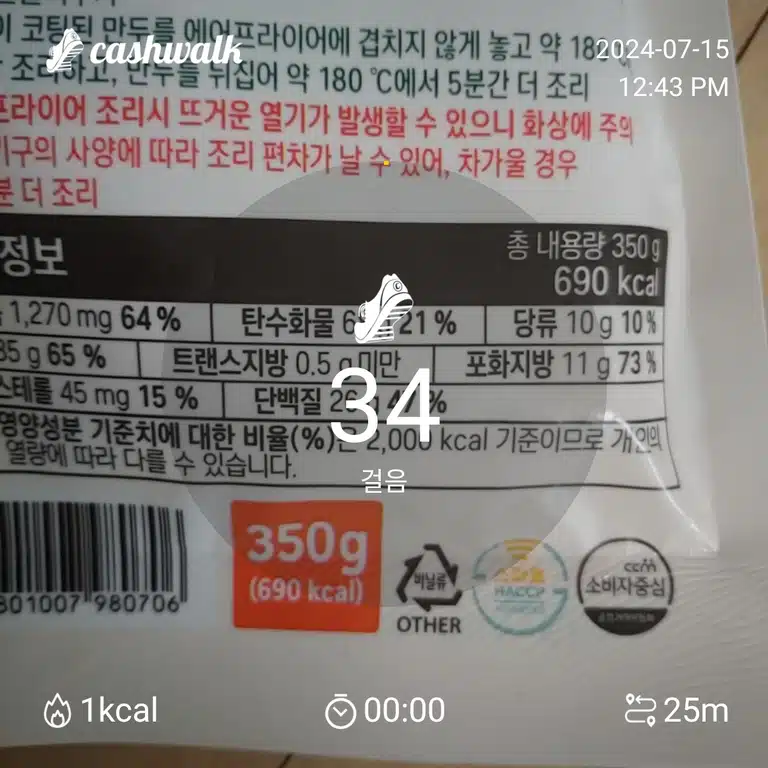 이 코팅된 만두를 에어프라이어에 겹치지 않게 놓고 약 180
cashwalk
2024-07-15
조리하고, 만두를 뒤집어 약 180 ℃에서 5분간 더 조리
12:43 PM
프라이어 조리시 뜨거운 열기가 발생할 수 있으니 화상에 주의
기구의 사양에 따라 조리 편차가 날 수 있어, 차가울 경우
분 더 조리
정보
총 내용량 350 g
690 kcal
1,270 mg 64 % 탄수화물 21 % 당류 10 g 10 %
35 g 65 % 트랜스지방 0.5 g 미만 포화지방 11 g 73 %
스테롤 45 mg 15 % 단백질
34
영양성분 기준치에 대한 비율(%)은 2,000 kcal 기준이므로 개인의
열량에 따라 다를 수 있습니다.
걸음
350g
(690 kcal)
801007 980706
비닐류
OTHER
HACCP
ccm
소비자중심
1kcal
00:00
25m